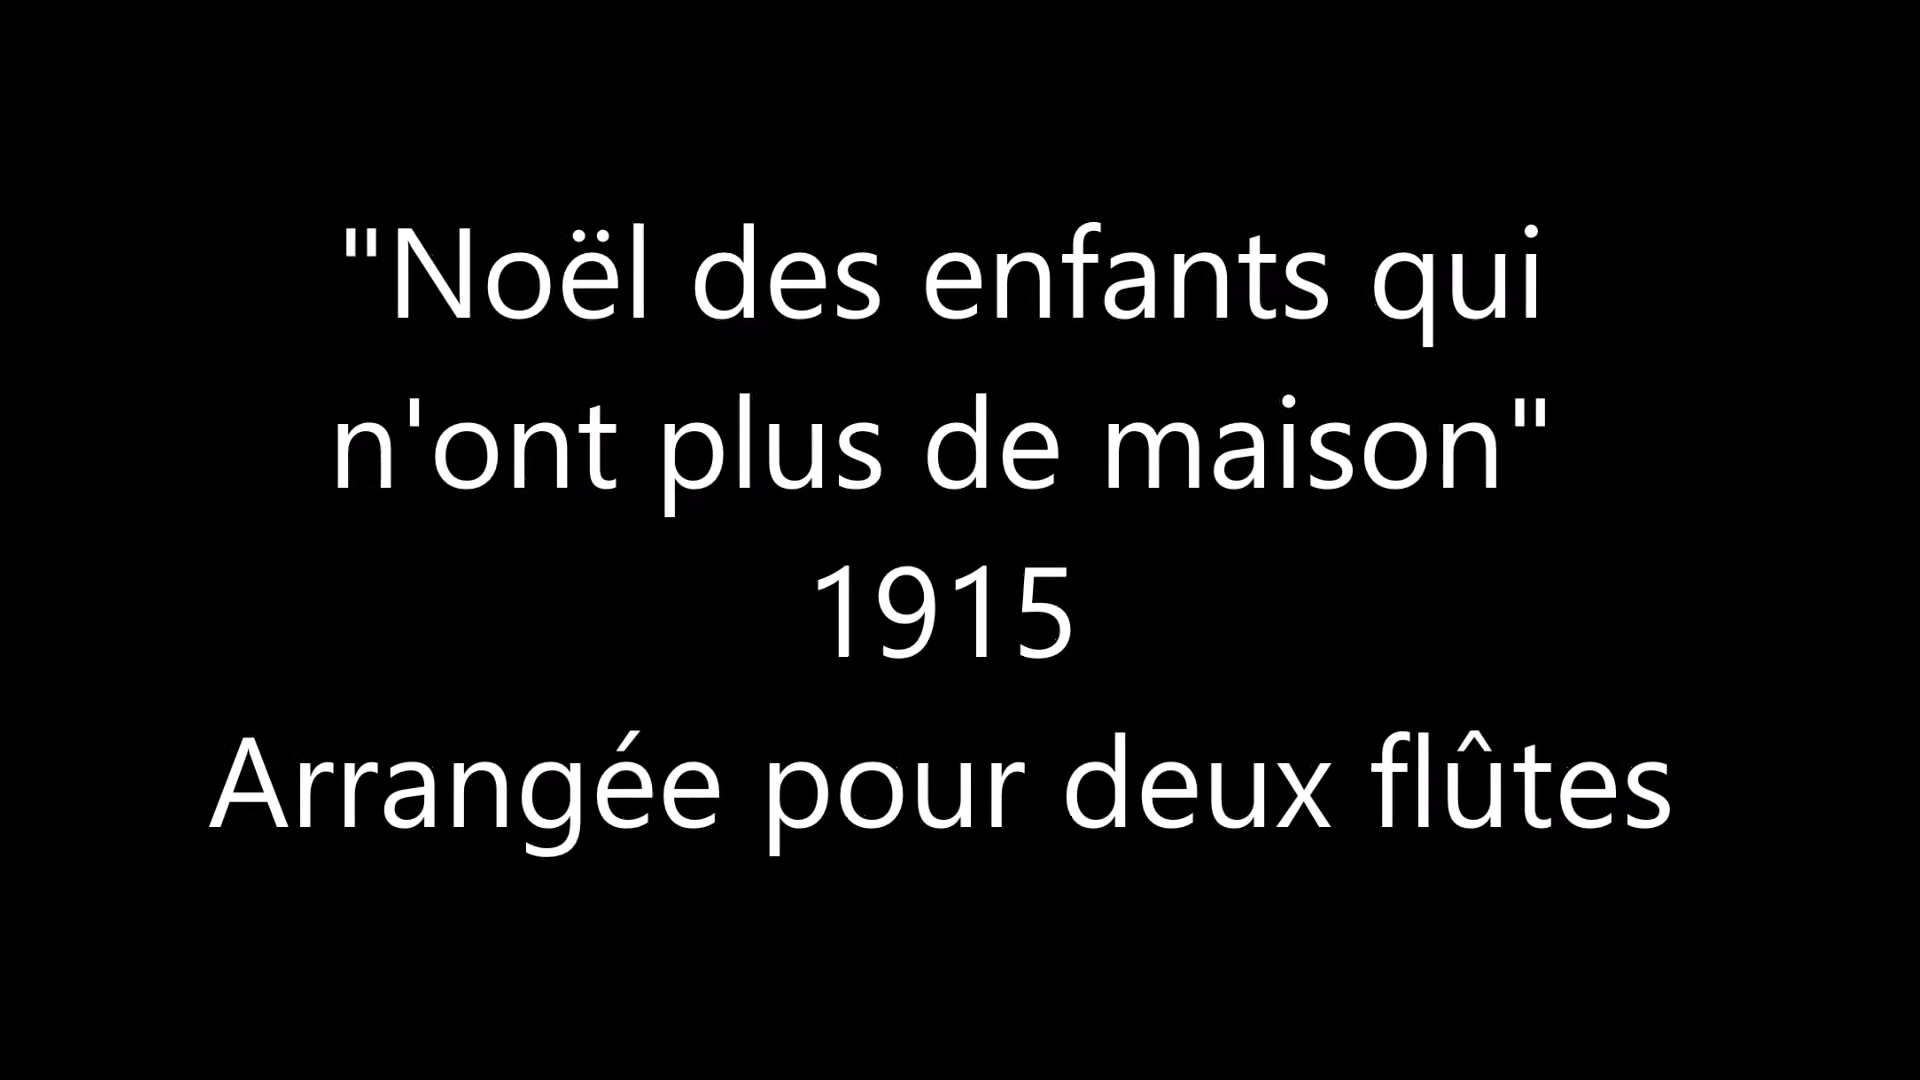 "Noël des enfants qui
n'ont plus de maison"
1915
Arrangée pour deux flûtes